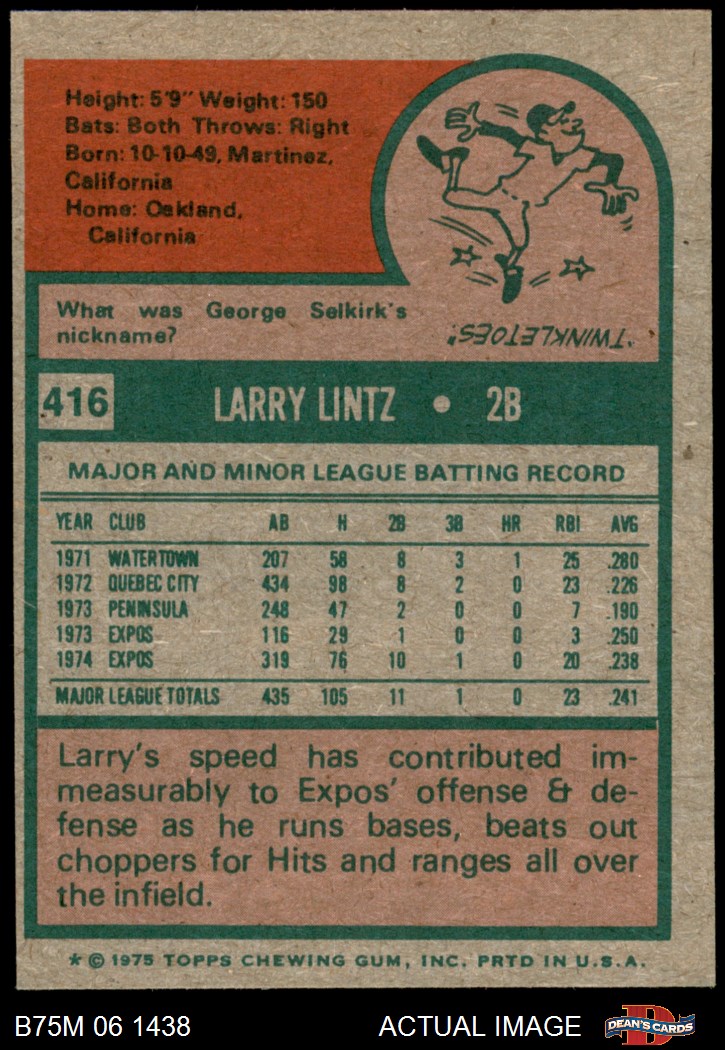 Height: 5'9" Weight: 150
Bats: Both Throws: Right
Born: 10-10-49, Martinez,
California
Home: Oakland,
California
What was George Selkirk's
nickname?
"TWINKLETOES".
416 LARRY LINTZ • 2B
MAJOR AND MINOR LEAGUE BATTING RECORD
YEAR CLUB AB H 2B 3B HR RBI AVG
1971 WATERTOWN 207 58 8 3 1 25 .280
1972 QUEBEC CITY 434 98 8 2 0 23 .226
1973 PENINSULA 248 47 2 0 0 7 .190
1973 EXPOS 116 29 1 0 0 3 .250
1974 EXPOS 319 76 10 1 0 20 .238
MAJOR LEAGUE TOTALS 435 105 11 1 0 23 .241
Larry's speed has contributed im-
measurably to Expos' offense & de-
fense as he runs bases, beats out
choppers for Hits and ranges all over
the infield.
* © 1975 TOPPS CHEWING GUM, INC. PRTD IN U.S.A.
B75M 06 1438 ACTUAL IMAGE D DEAN'S CARDS